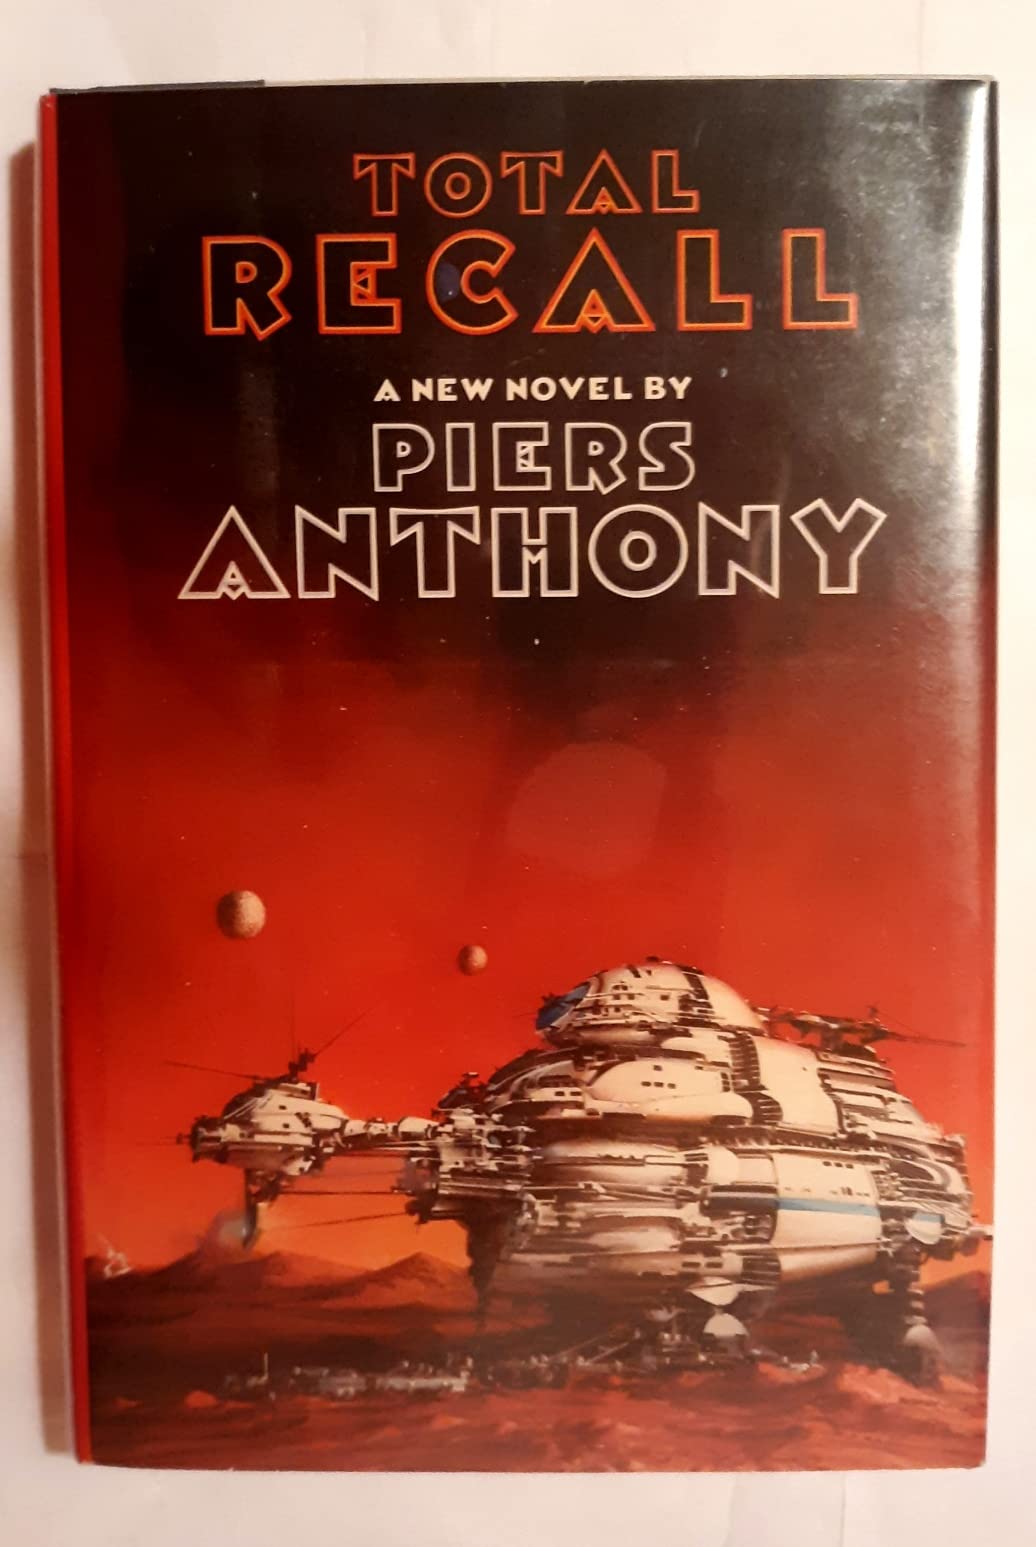 TOTAL
RECALL
A NEW NOVEL BY
PIERS
ANTHONY